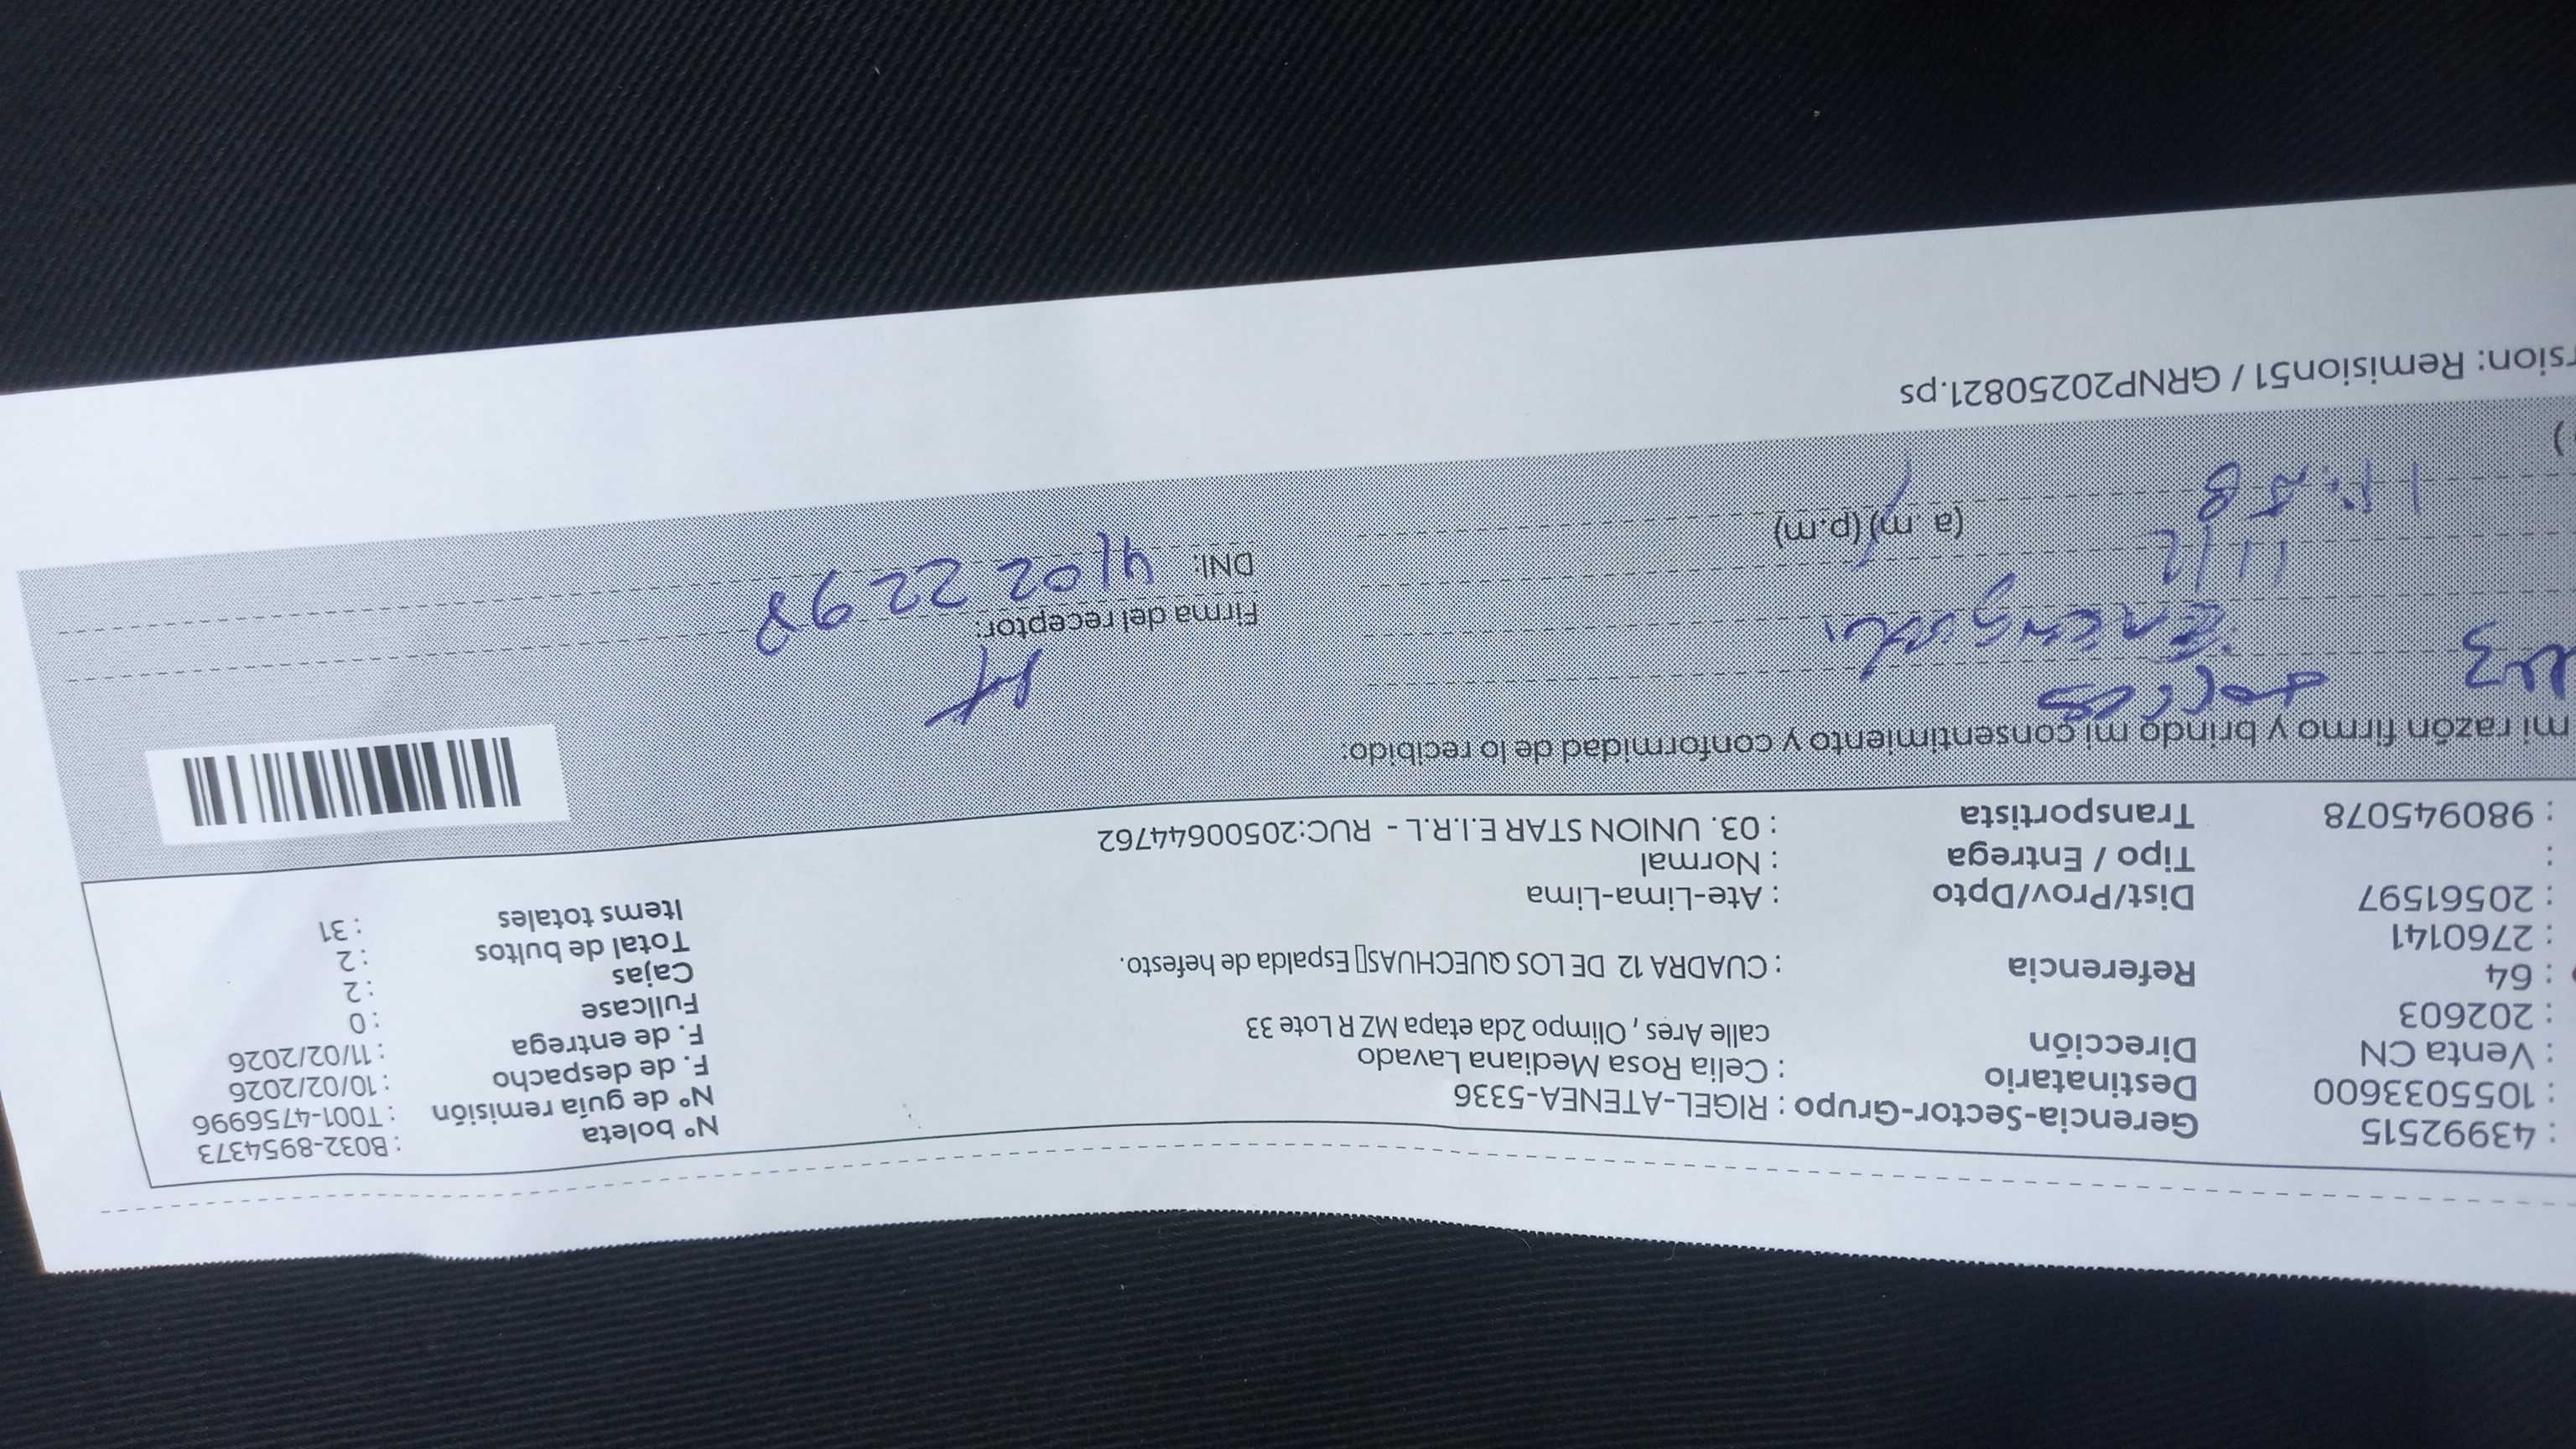 : 43992515 Gerencia-Sector-Grupo : RIGEL-ATENEA-5336 N° boleta : B032-8954373
: 1055033600 Destinatario : Celia Rosa Mediana Lavado N° de guía remisión : T001-4756996
: Venta CN Dirección calle Ares , Olimpo 2da etapa MZ R Lote 33 F. de despacho : 10/02/2026
: 202603 F. de entrega : 11/02/2026
: 64 Referencia : CUADRA 12 DE LOS QUECHUAS▯ Espalda de hefesto. Fullcase : 0
: 2760141 Cajas : 2
: 20561597 Dist/Prov/Dpto : Ate-Lima-Lima Total de bultos : 2
: Tipo / Entrega : Normal Items totales : 31
: 980945078 Transportista : 03. UNION STAR E.I.R.L - RUC:20500644762
mi razón firmo y brindo mi consentimiento y conformidad de lo recibido:
Firma del receptor:
11/2 DNI: 41022298
(a. m) (p.m)
)
rsion: Remision51 / GRNP20250821.ps